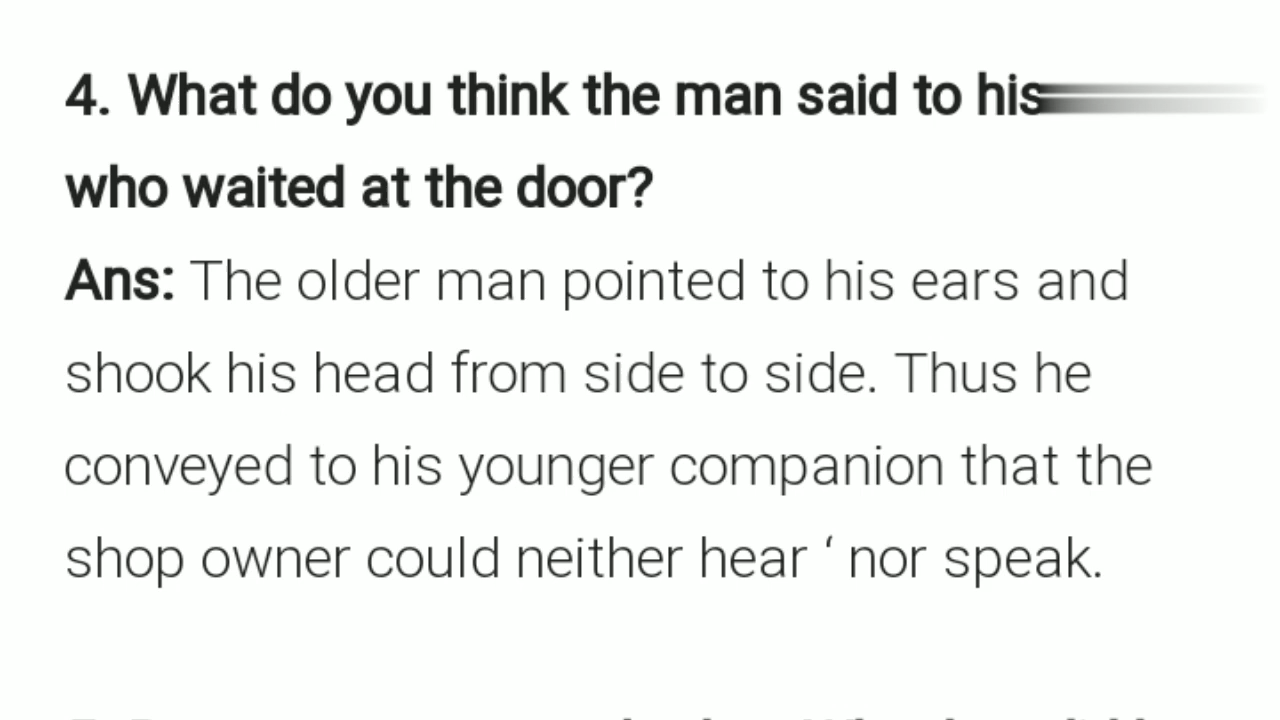 4. What do you think the man said to his
who waited at the door?
Ans: The older man pointed to his ears and
shook his head from side to side. Thus he
conveyed to his younger companion that the
shop owner could neither hear ‘ nor speak.